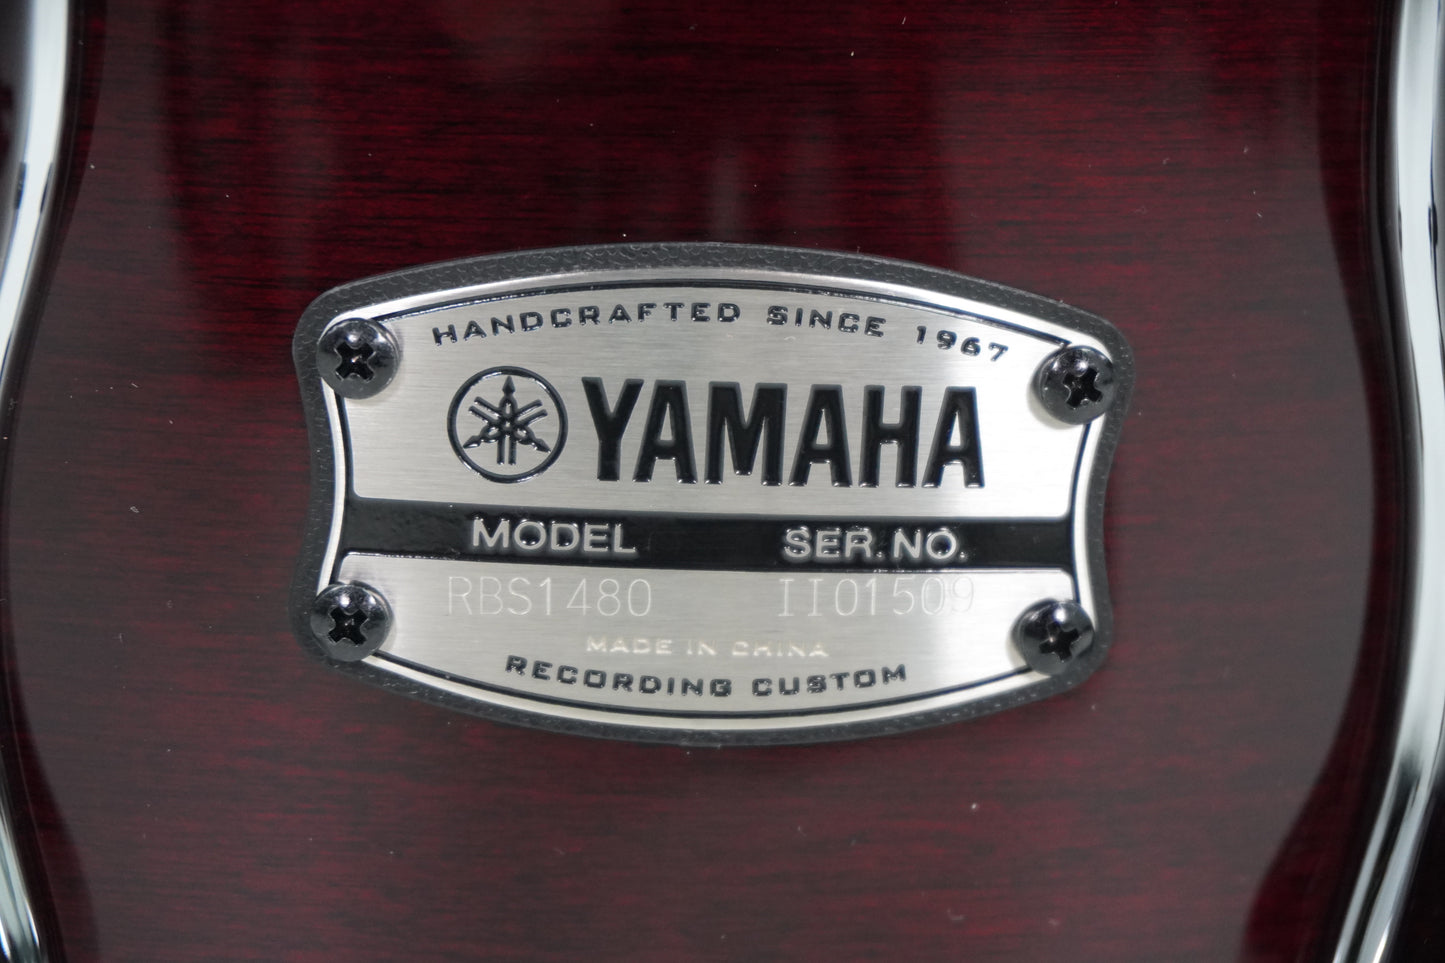 HANDCRAFTED SINCE 1967
YAMAHA
MODEL SER. NO.
RBS1480 II01509
MADE IN CHINA
RECORDING CUSTOM